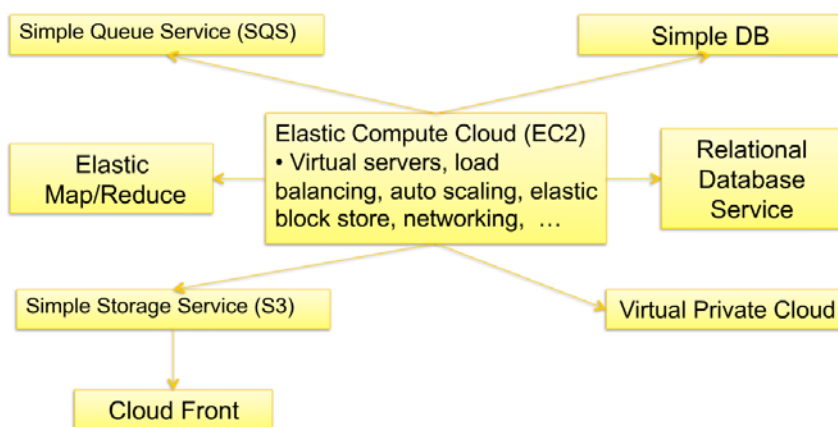 Simple Queue Service (SQS)
Simple DB
Elastic Compute Cloud (EC2)
• Virtual servers, load
balancing, auto scaling, elastic
block store, networking, …
Elastic
Map/Reduce
Relational
Database
Service
Simple Storage Service (S3)
Virtual Private Cloud
Cloud Front